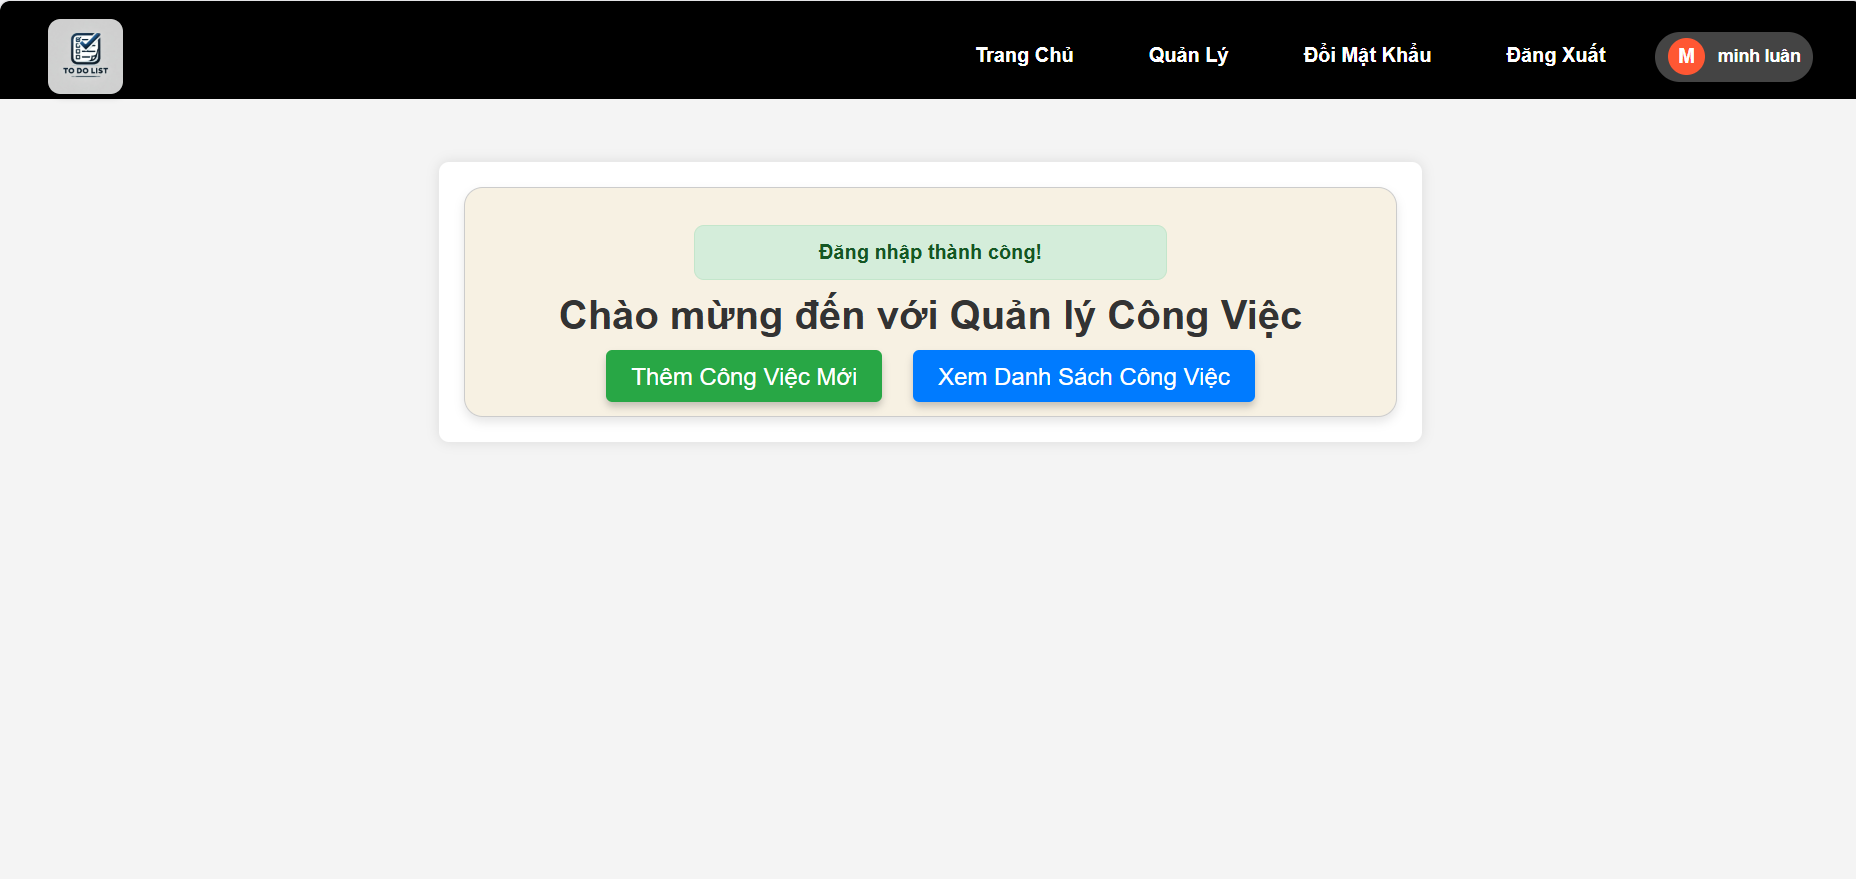 TO DO LIST
Trang Chủ
Quản Lý
Đổi Mật Khẩu
Đăng Xuất
M
minh luân
Đăng nhập thành công!
Chào mừng đến với Quản lý Công Việc
Thêm Công Việc Mới
Xem Danh Sách Công Việc